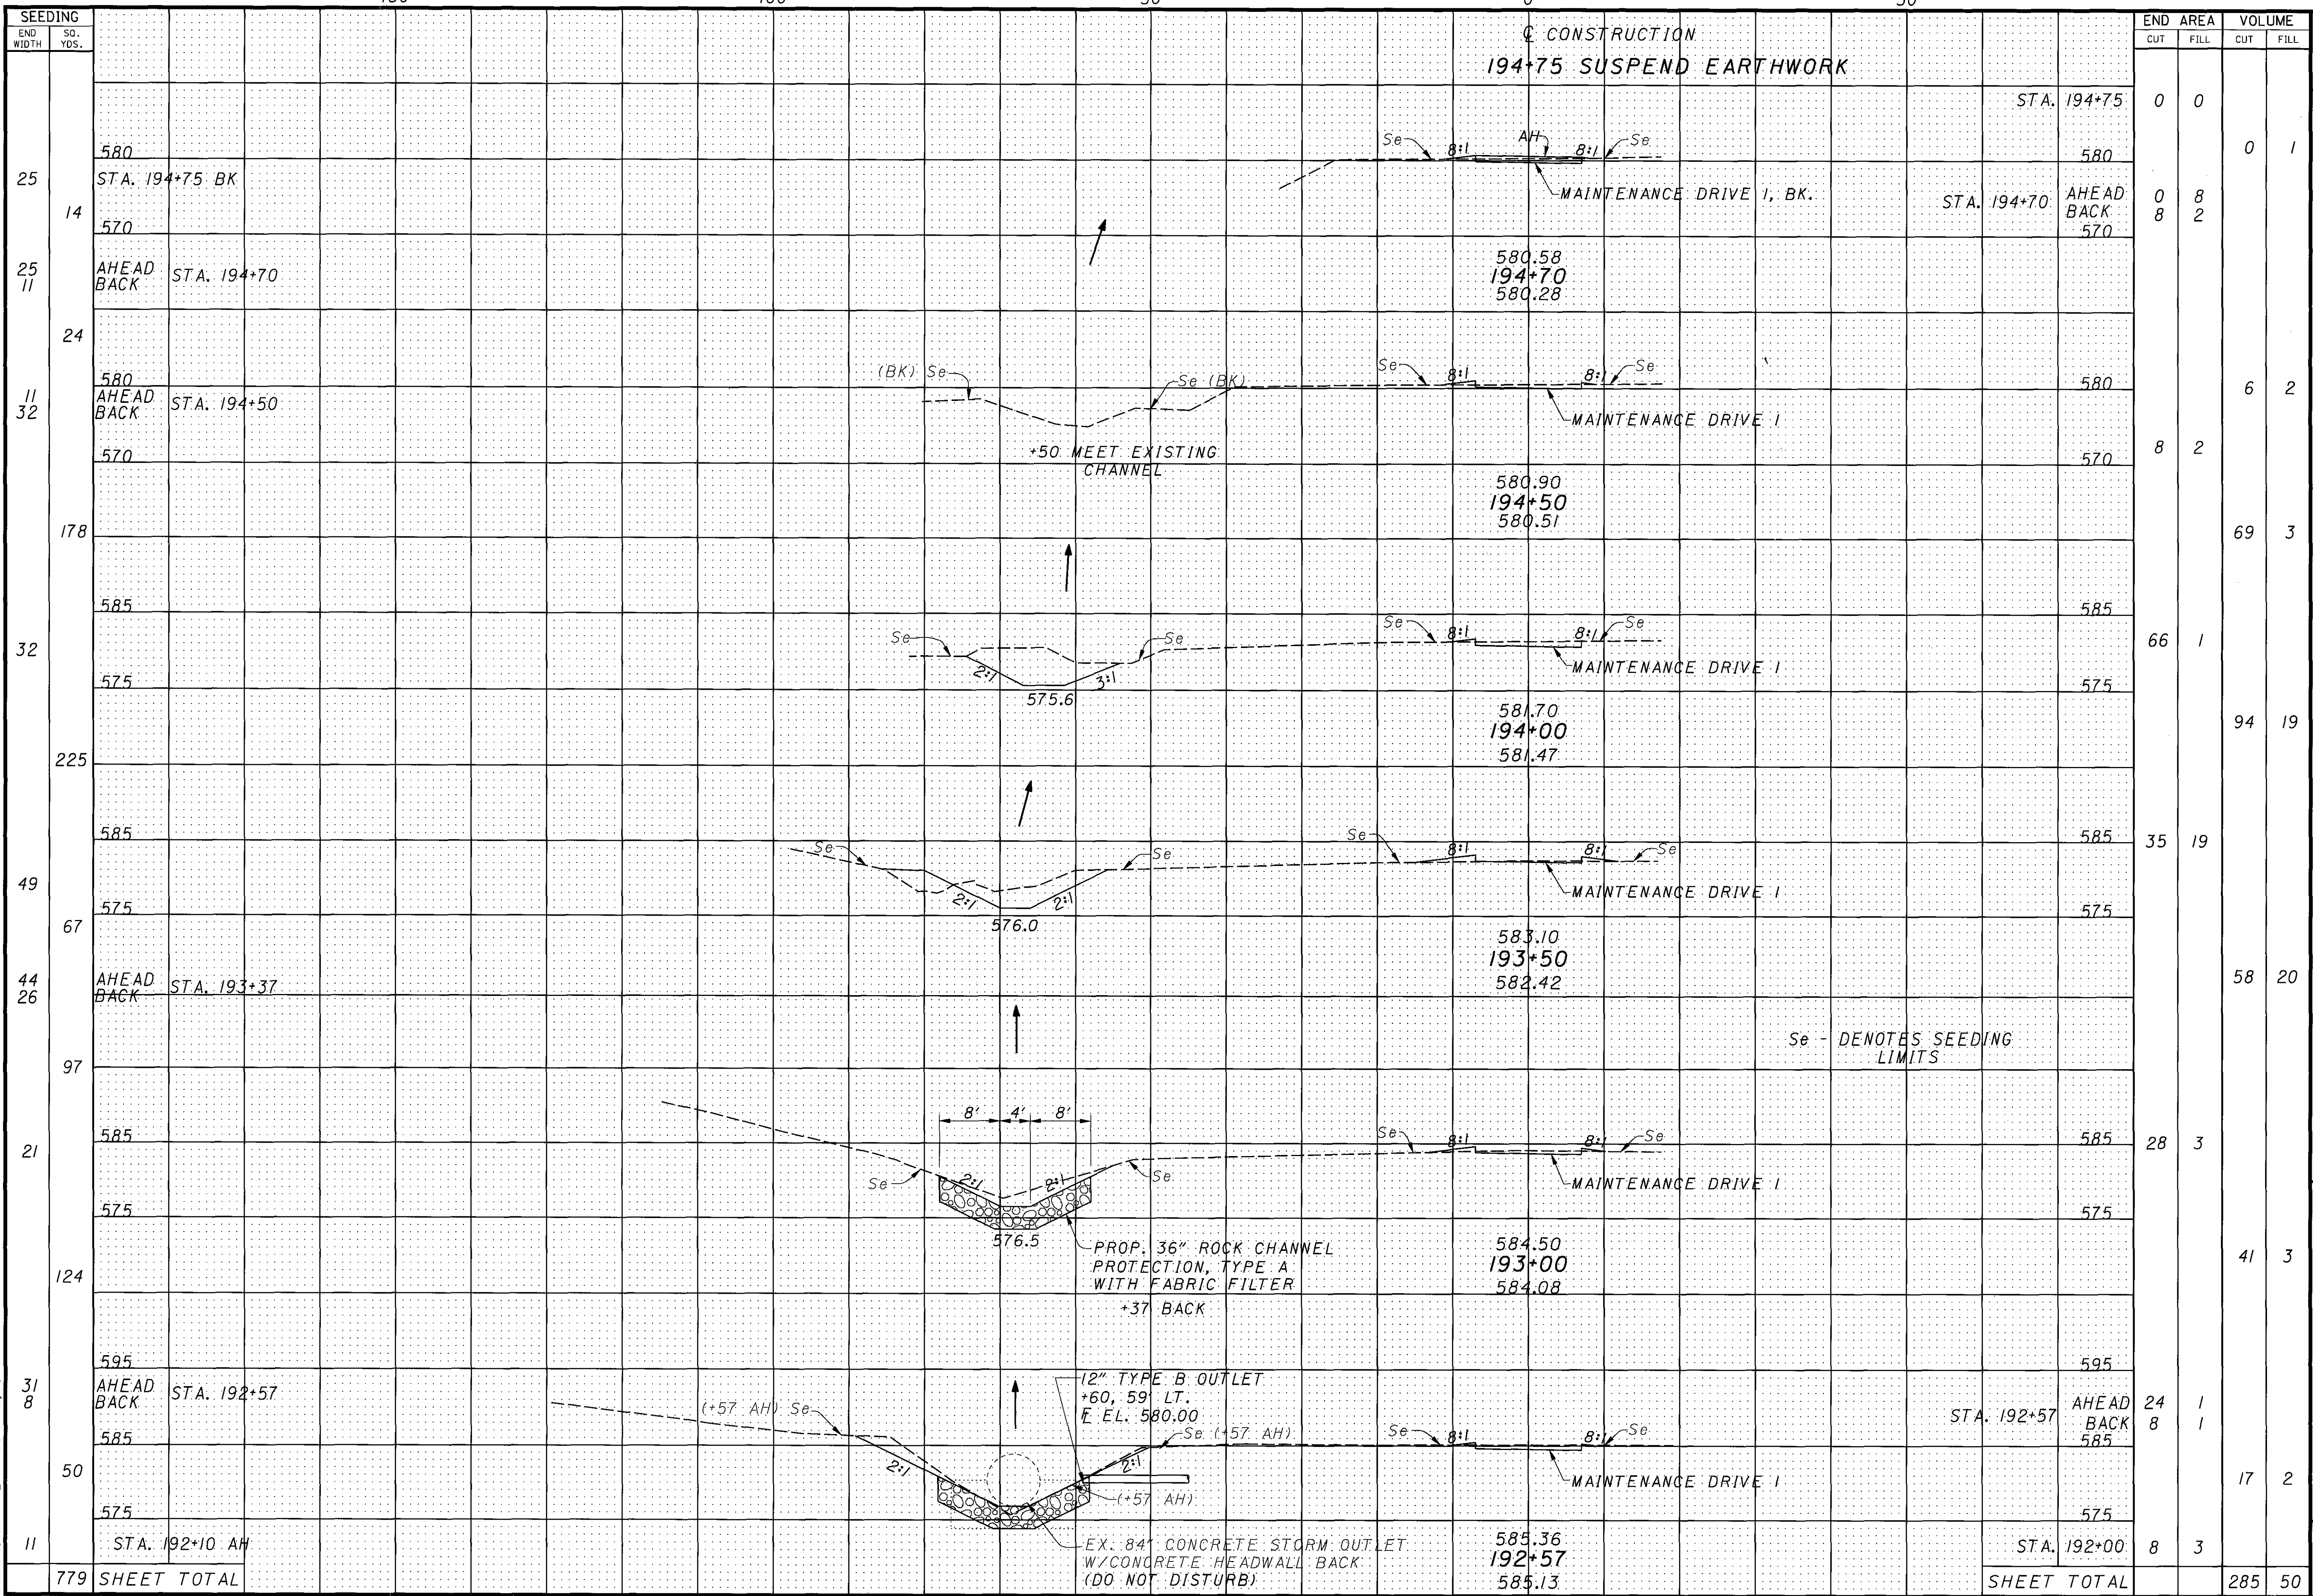 SEEDING
END WIDTH
SQ. YDS.
END AREA
VOLUME
CUT
FILL
CUT
FILL
℄ CONSTRUCTION
194+75 SUSPEND EARTHWORK
STA. 194+75 0 0
Se
8:1
AH
8:1
Se
580
580
0 1
25
STA. 194+75 BK
MAINTENANCE DRIVE 1, BK.
STA. 194+70
AHEAD 0 8
BACK 8 2
14
570
570
25
11
AHEAD
BACK
STA. 194+70
580.58
194+70
580.28
24
580
(BK) Se
Se (BK)
Se
8:1
8:1
Se
580
11
32
AHEAD
BACK
STA. 194+50
6 2
MAINTENANCE DRIVE 1
570
+50 MEET EXISTING
CHANNEL
570
8 2
580.90
194+50
580.51
178
69 3
585
585
Se
Se
Se
8:1
8:1
Se
32
66 1
2:1
3:1
MAINTENANCE DRIVE 1
575
575
575.6
581.70
194+00
581.47
94 19
225
585
585
Se
Se
Se
8:1
8:1
Se
35 19
49
2:1
2:1
MAINTENANCE DRIVE 1
575
575
576.0
67
583.10
193+50
582.42
44
26
AHEAD
BACK
STA. 193+37
58 20
Se - DENOTES SEEDING
LIMITS
97
8'
4'
8'
585
585
Se
8:1
8:1
Se
21
28 3
Se
2:1
2:1
Se
MAINTENANCE DRIVE 1
575
575
576.5
PROP. 36" ROCK CHANNEL
PROTECTION, TYPE A
WITH FABRIC FILTER
584.50
193+00
584.08
41 3
124
+37 BACK
595
595
31
8
AHEAD
BACK
STA. 192+57
12" TYPE B OUTLET
+60, 59' LT.
℄ EL. 580.00
(+57 AH) Se
Se (+57 AH)
STA. 192+57
AHEAD 24 1
BACK 8 1
585
585
Se
8:1
8:1
Se
2:1
2:1
50
MAINTENANCE DRIVE 1
17 2
(+57 AH)
575
575
11
STA. 192+10 AH
EX. 84" CONCRETE STORM OUTLET
W/CONCRETE HEADWALL BACK
(DO NOT DISTURB)
585.36
192+57
585.13
STA. 192+00 8 3
779 SHEET TOTAL
SHEET TOTAL 285 50